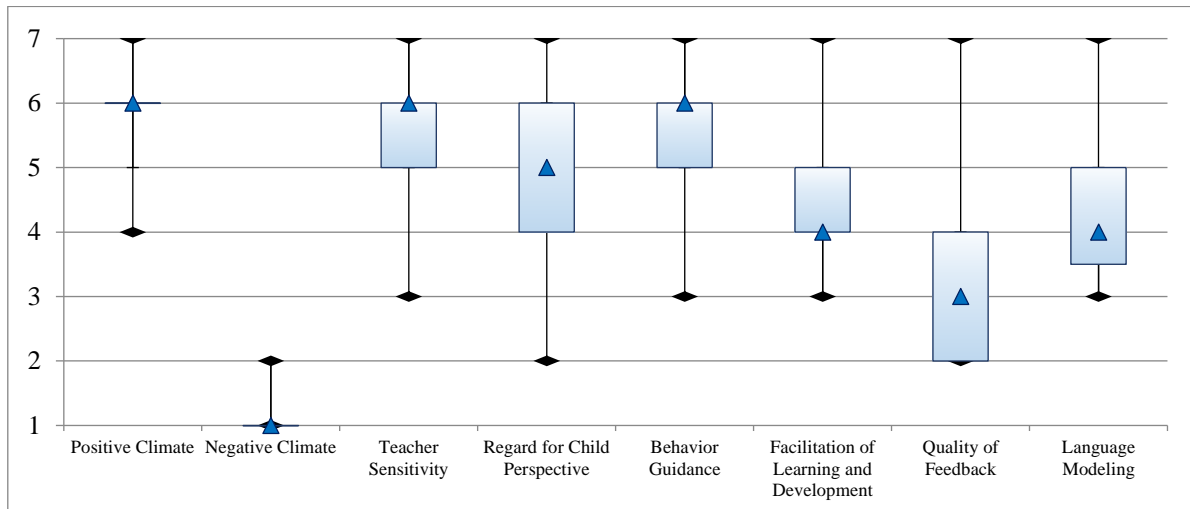 7
6
5
4
3
2
1
Positive Climate
Negative Climate
Teacher
Sensitivity
Regard for Child
Perspective
Behavior
Guidance
Facilitation of
Learning and
Development
Quality of
Feedback
Language
Modeling